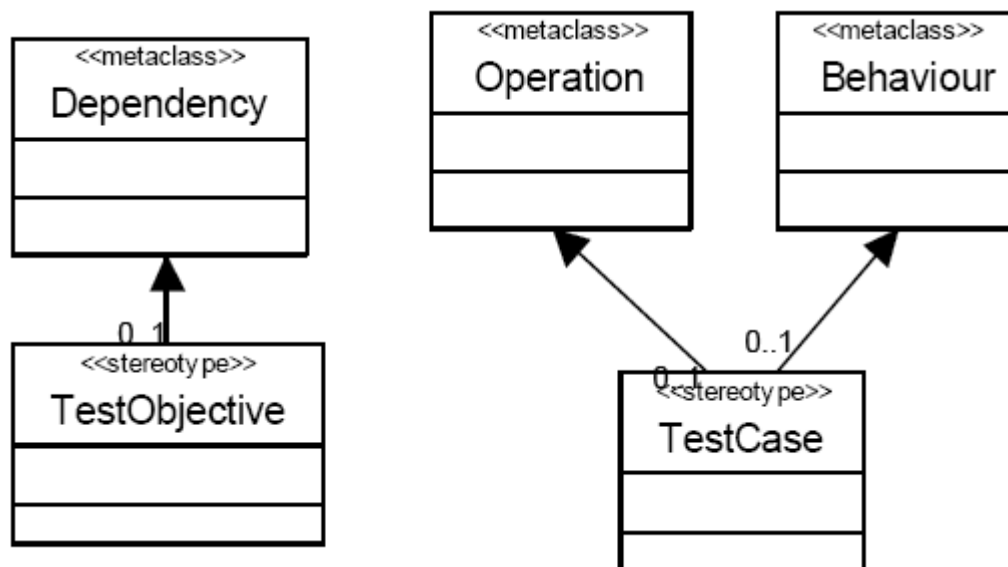 <<metaclass>>
Dependency
0..1
<<stereotype>>
TestObjective
<<metaclass>>
Operation
<<metaclass>>
Behaviour
0..1
0..1
<<stereotype>>
TestCase